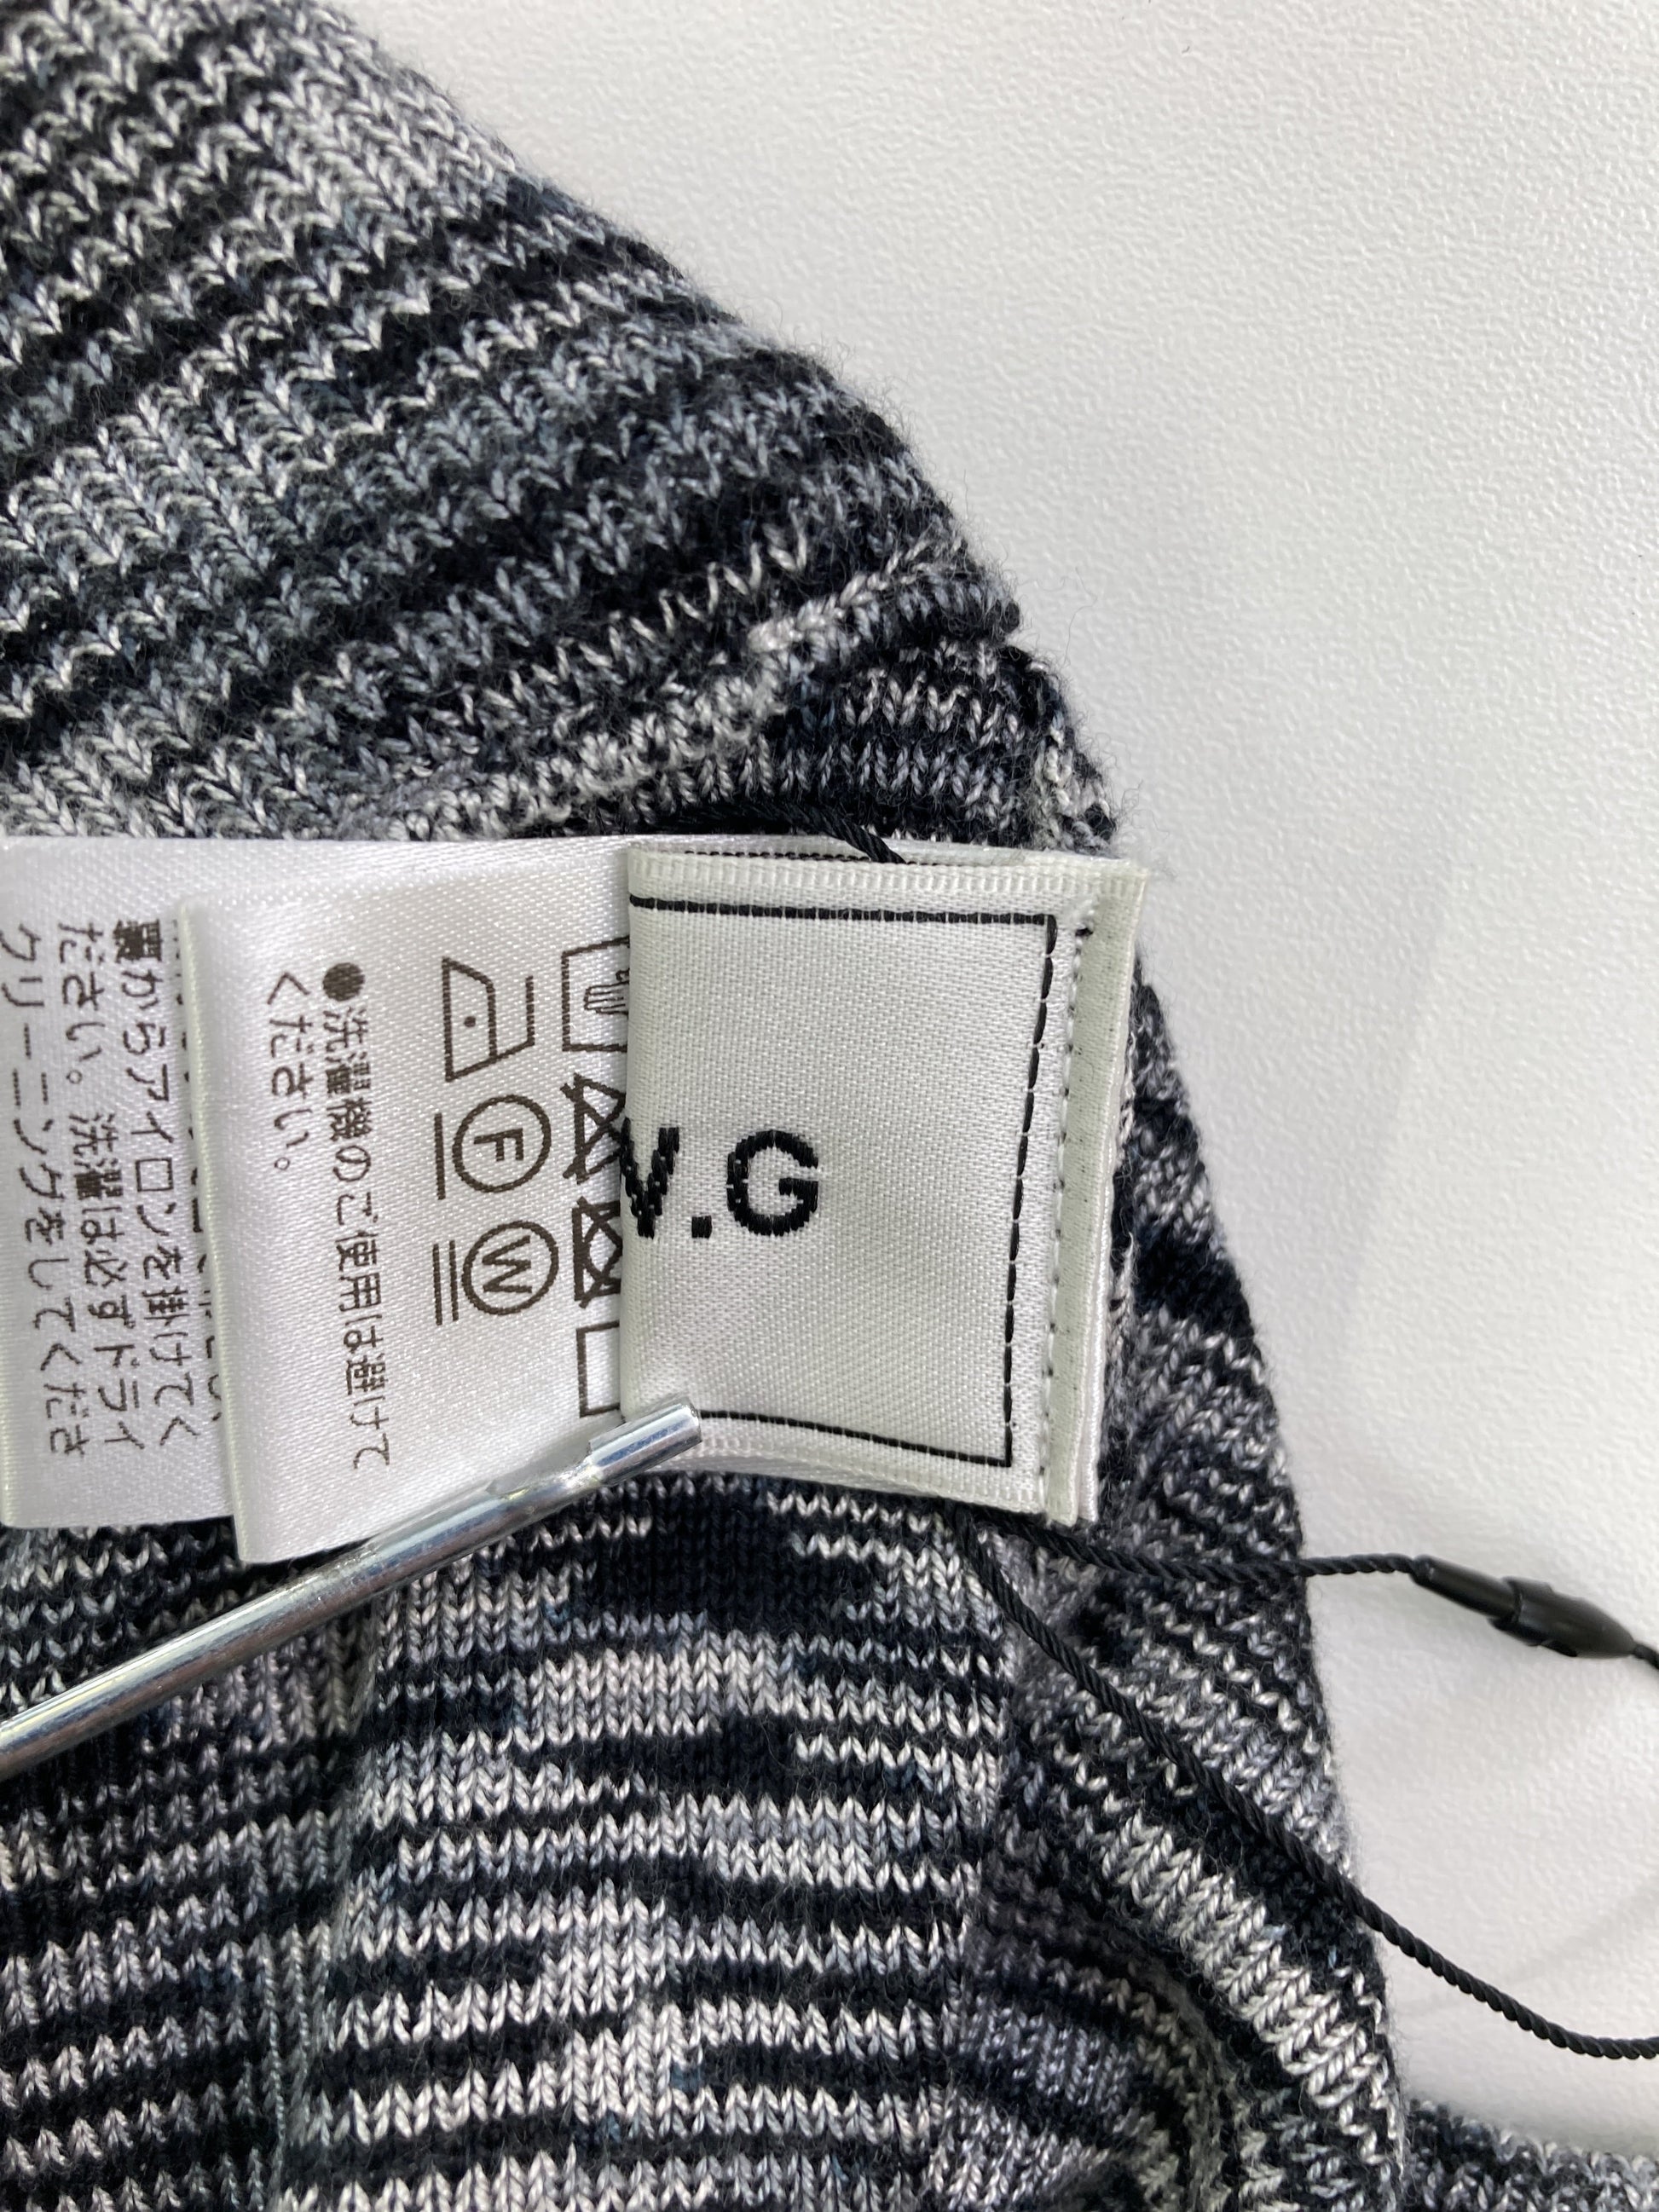 V.G
F
W
●洗濯機のご使用は避けて
ください。
裏からアイロンを掛けてく
ださい。洗濯は必ずドライ
クリーニングをしてくださ